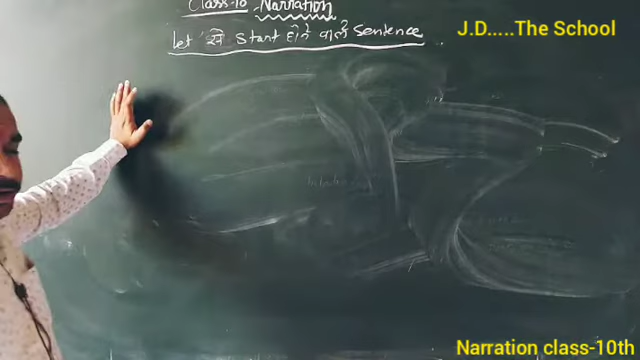 Class-10 Narration
let से Start होने वाले Sentence
J.D.....The School
Narration class-10th